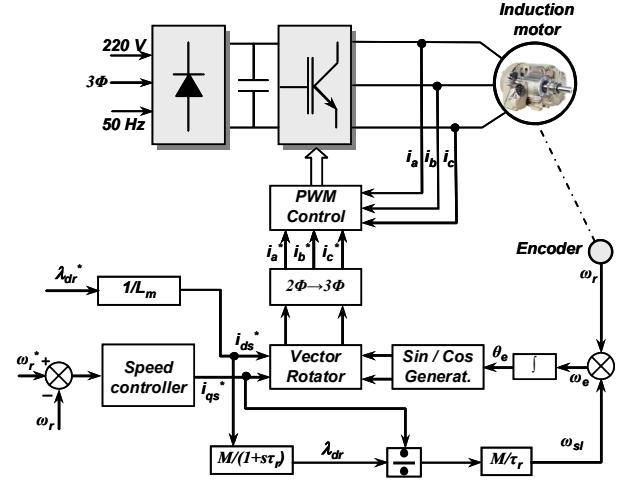 Induction
motor
220 V
3Φ
50 Hz
i_a i_b i_c
PWM
Control
i_a* i_b* i_c*
Encoder
ω_r
λ_dr*
1/L_m
2Φ→3Φ
i_ds*
ω_r* +
−
ω_r
Speed
controller
i_qs*
Vector
Rotator
Sin / Cos
Generat.
θ_e
∫
ω_e
M/(1+sτ_r)
λ_dr
÷
M/τ_r
ω_sl